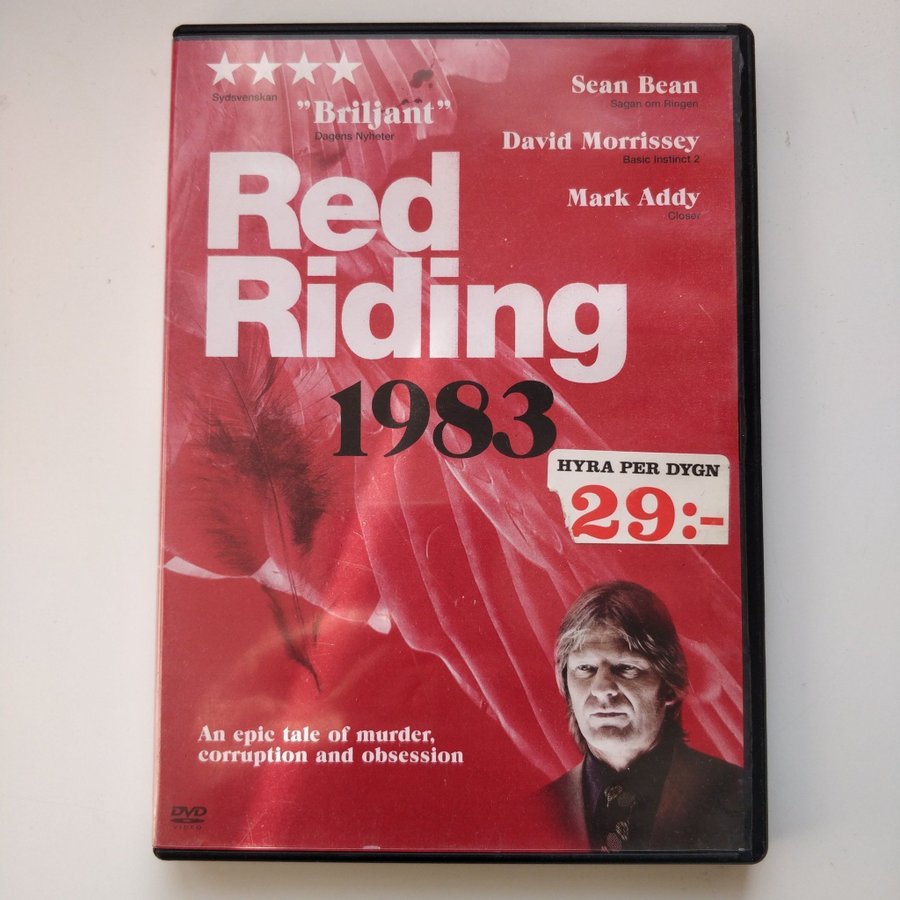 Sydsvenskan
"Briljant"
Dagens Nyheter
Sean Bean
Sagan om Ringen
David Morrissey
Basic Instinct 2
Mark Addy
Closer
Red
Riding
1983
HYRA PER DYGN
29:-
An epic tale of murder,
corruption and obsession
DVD
VIDEO